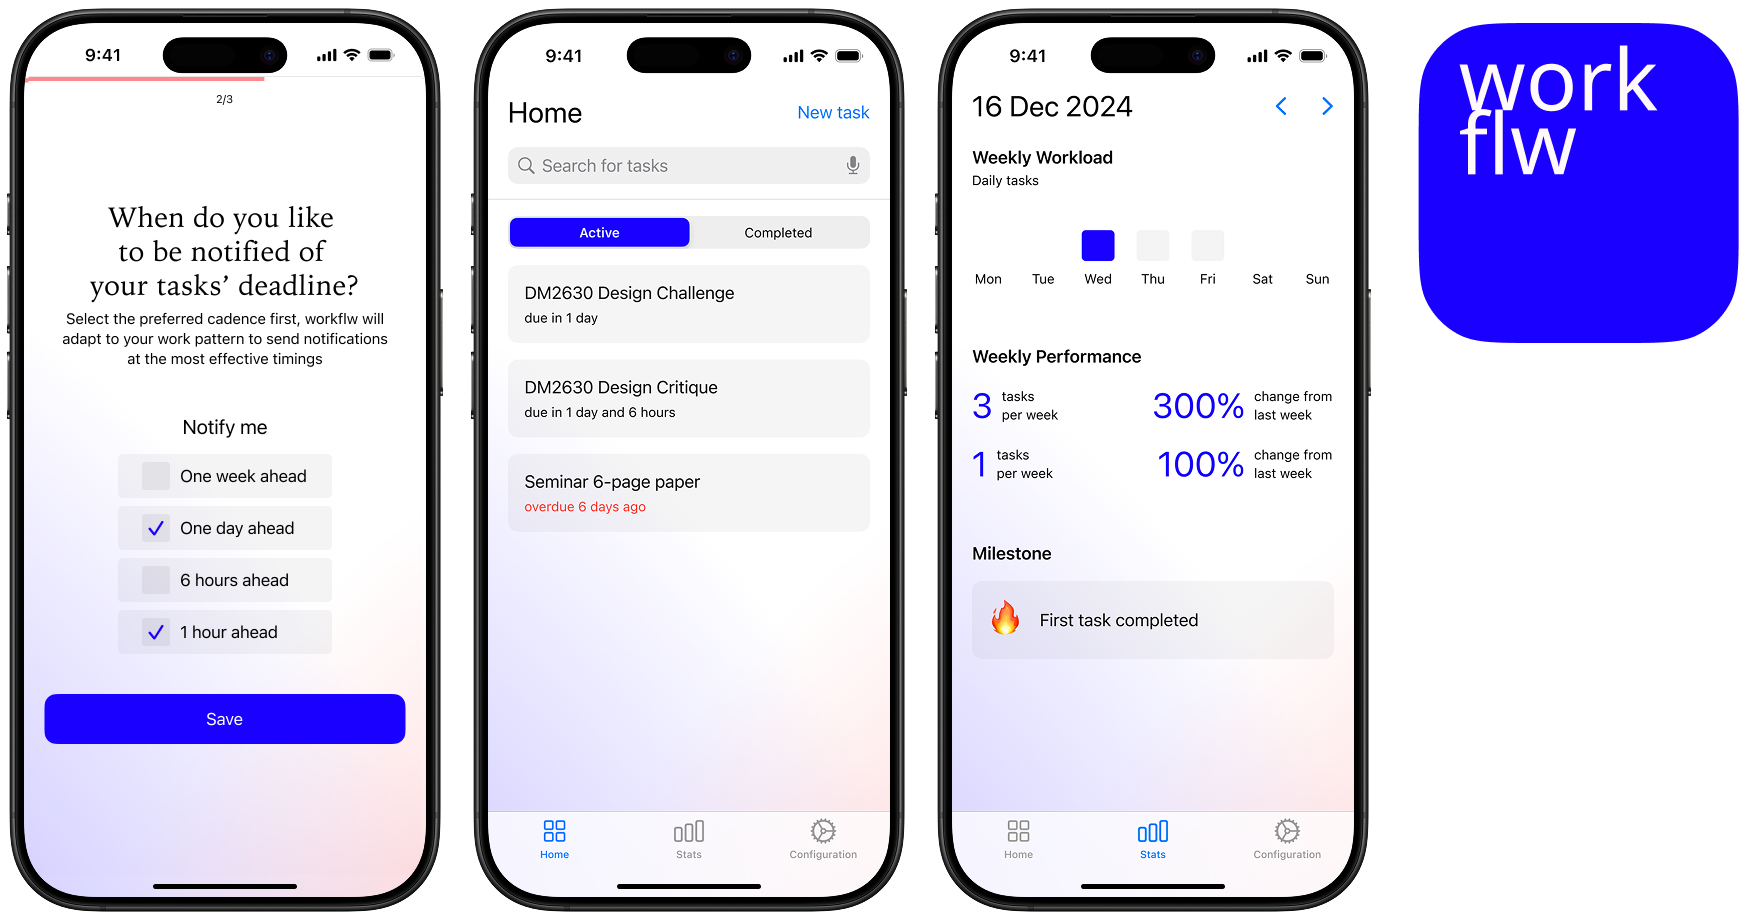 9:41
2/3
When do you like
to be notified of
your tasks’ deadline?
Select the preferred cadence first, workflw will
adapt to your work pattern to send notifications
at the most effective timings
Notify me
One week ahead
One day ahead
6 hours ahead
1 hour ahead
Save
9:41
Home
New task
Search for tasks
Active
Completed
DM2630 Design Challenge
due in 1 day
DM2630 Design Critique
due in 1 day and 6 hours
Seminar 6-page paper
overdue 6 days ago
Home
Stats
Configuration
9:41
16 Dec 2024
Weekly Workload
Daily tasks
Mon Tue Wed Thu Fri Sat Sun
Weekly Performance
3 tasks
per week
300% change from
last week
1 tasks
per week
100% change from
last week
Milestone
First task completed
Home
Stats
Configuration
work
flw